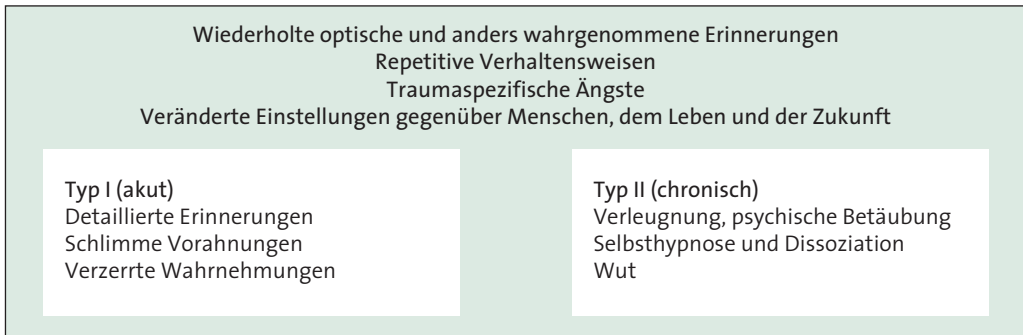 Wiederholte optische und anders wahrgenommene Erinnerungen
Repetitive Verhaltensweisen
Traumaspezifische Ängste
Veränderte Einstellungen gegenüber Menschen, dem Leben und der Zukunft
Typ I (akut)
Detaillierte Erinnerungen
Schlimme Vorahnungen
Verzerrte Wahrnehmungen
Typ II (chronisch)
Verleugnung, psychische Betäubung
Selbsthypnose und Dissoziation
Wut